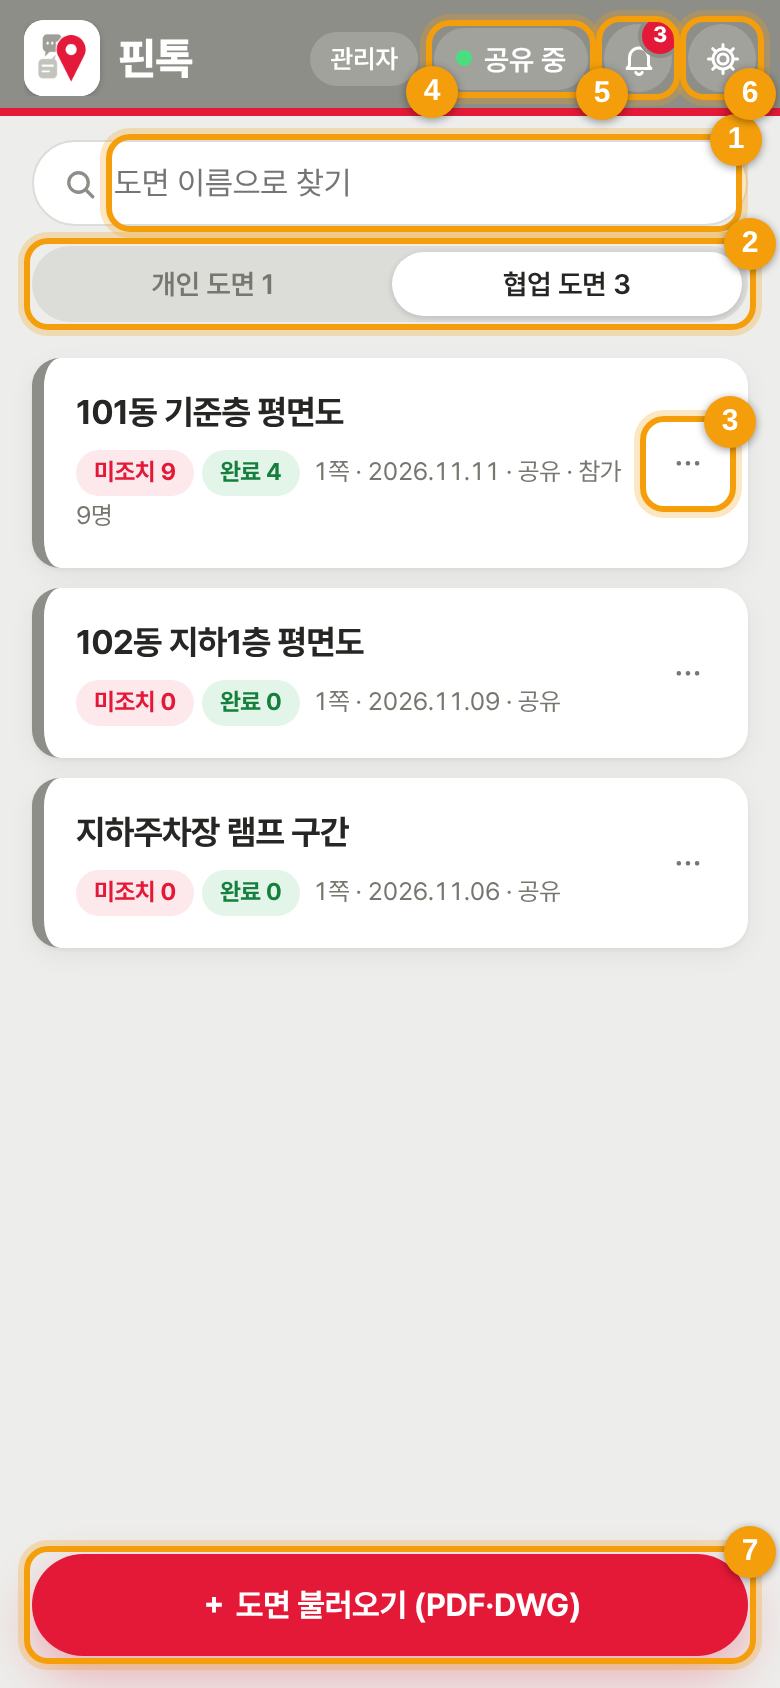 핀톡
관리자
공유 중
3
4
5
6
1
도면 이름으로 찾기
2
개인 도면 1
협업 도면 3
101동 기준층 평면도
3
미조치 9 완료 4 1쪽 · 2026.11.11 · 공유 · 참가
9명
102동 지하1층 평면도
미조치 0 완료 0 1쪽 · 2026.11.09 · 공유
지하주차장 램프 구간
미조치 0 완료 0 1쪽 · 2026.11.06 · 공유
7
+ 도면 불러오기 (PDF·DWG)